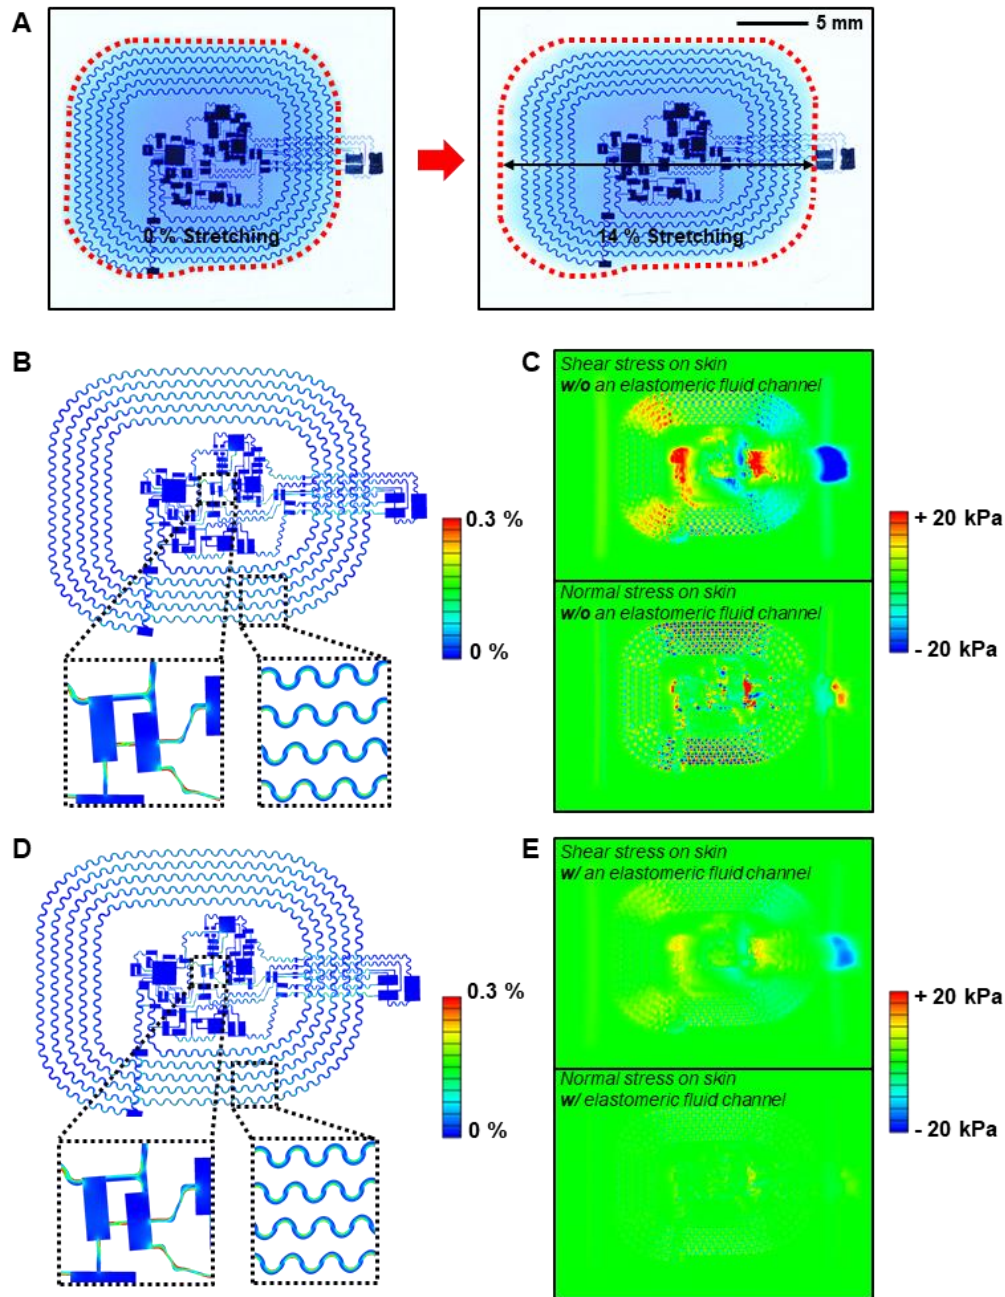 A
5 mm
0 % Stretching
14 % Stretching
B
0.3 %
0 %
C
Shear stress on skin
w/o an elastomeric fluid channel
Normal stress on skin
w/o an elastomeric fluid channel
+ 20 kPa
- 20 kPa
D
0.3 %
0 %
E
Shear stress on skin
w/ an elastomeric fluid channel
Normal stress on skin
w/ elastomeric fluid channel
+ 20 kPa
- 20 kPa